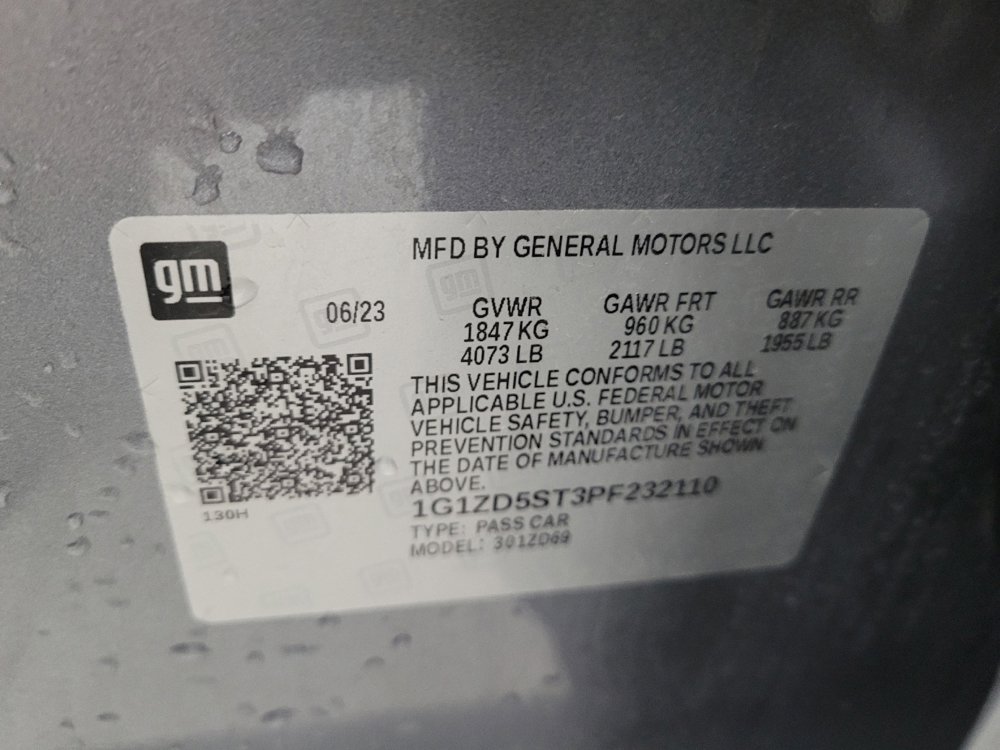 gm
MFD BY GENERAL MOTORS LLC
06/23
GVWR GAWR FRT GAWR RR
1847 KG 960 KG 887 KG
4073 LB 2117 LB 1955 LB
THIS VEHICLE CONFORMS TO ALL
APPLICABLE U.S. FEDERAL MOTOR
VEHICLE SAFETY, BUMPER, AND THEFT
PREVENTION STANDARDS IN EFFECT ON
THE DATE OF MANUFACTURE SHOWN
ABOVE.
1G1ZD5ST3PF232110
TYPE: PASS CAR
MODEL: 301ZD69
130H